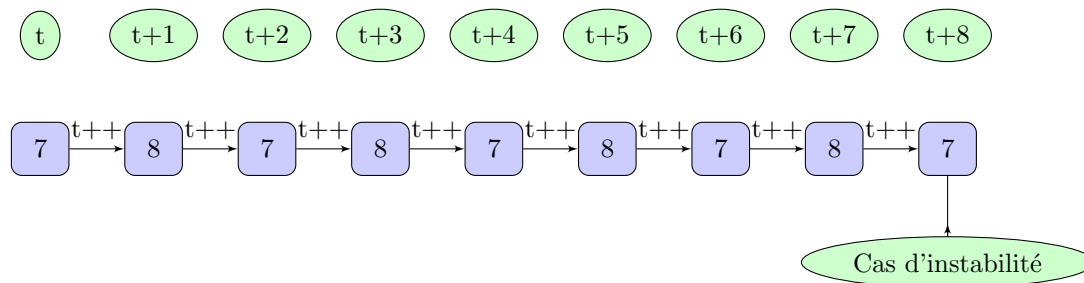 t t+1 t+2 t+3 t+4 t+5 t+6 t+7 t+8
t++ t++ t++ t++ t++ t++ t++ t++
7 8 7 8 7 8 7 8 7
Cas d'instabilité